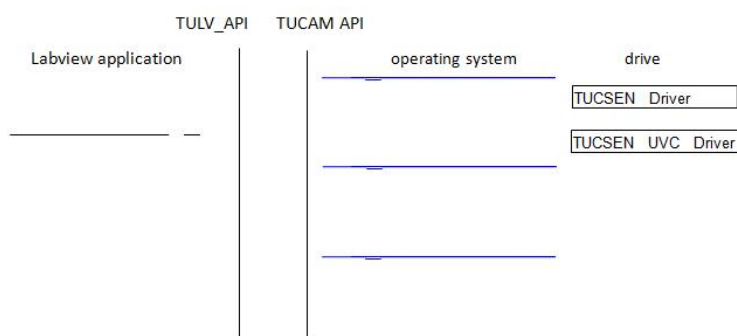 TULV_API TUCAM API
Labview application operating system drive
TUCSEN Driver
TUCSEN UVC Driver